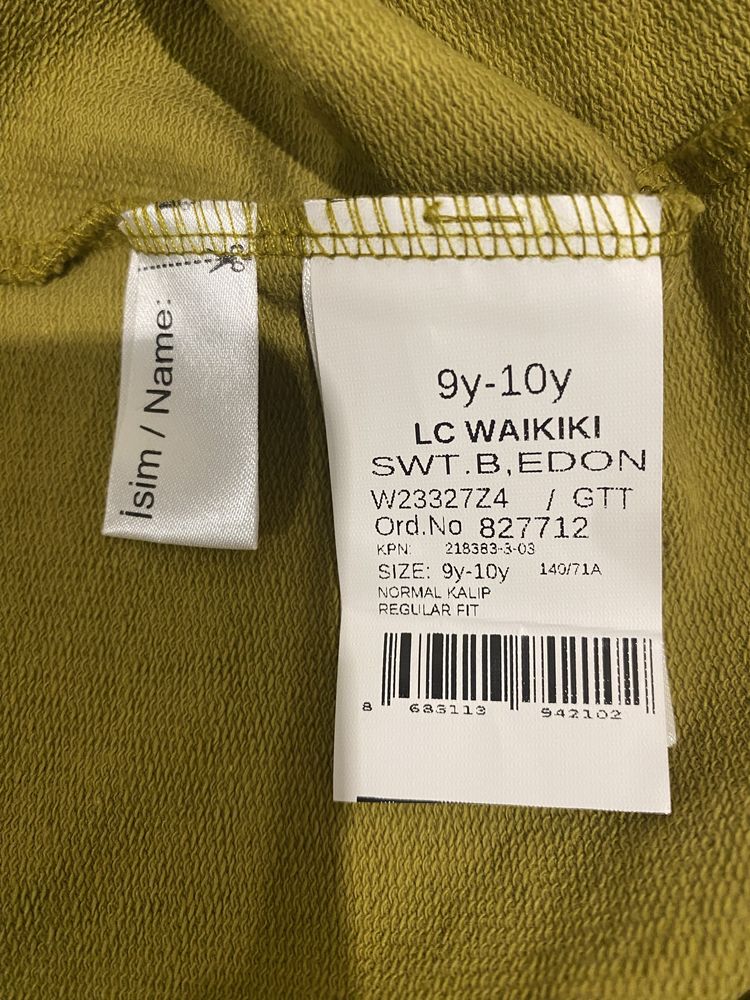 İsim / Name:
9y-10y
LC WAIKIKI
SWT.B,EDON
W23327Z4 / GTT
Ord.No 827712
KPN: 218383-3-03
SIZE: 9y-10y 140/71A
NORMAL KALIP
REGULAR FIT
8 683113 942102